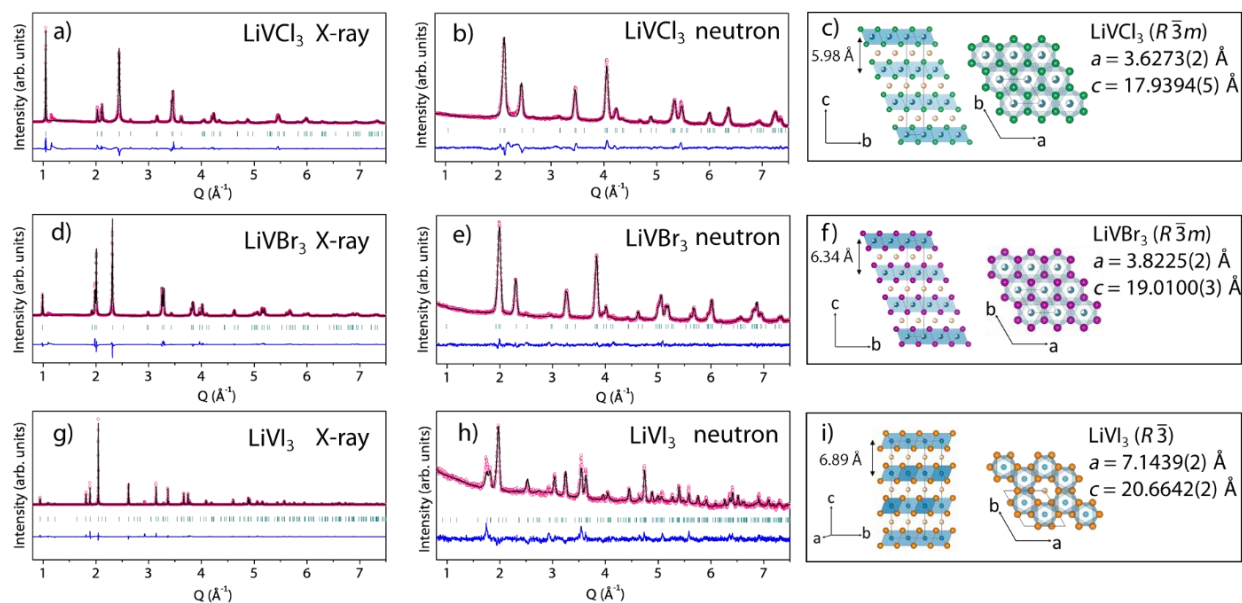 a) LiVCl₃ X-ray
Intensity (arb. units)
1 2 3 4 5 6 7
Q (Å⁻¹)
b) LiVCl₃ neutron
Intensity (arb. units)
1 2 3 4 5 6 7
Q (Å⁻¹)
c) LiVCl₃ (R3̅m)
5.98 Å
a = 3.6273(2) Å
c = 17.9394(5) Å
c
b
b
a
d) LiVBr₃ X-ray
Intensity (arb. units)
1 2 3 4 5 6 7
Q (Å⁻¹)
e) LiVBr₃ neutron
Intensity (arb. units)
1 2 3 4 5 6 7
Q (Å⁻¹)
f) LiVBr₃ (R3̅m)
6.34 Å
a = 3.8225(2) Å
c = 19.0100(3) Å
c
b
b
a
g) LiVI₃ X-ray
Intensity (arb. units)
1 2 3 4 5 6 7
Q (Å⁻¹)
h) LiVI₃ neutron
Intensity (arb. units)
1 2 3 4 5 6 7
Q (Å⁻¹)
i) LiVI₃ (R3̅)
6.89 Å
a = 7.1439(2) Å
c = 20.6642(2) Å
c
a b
b
a